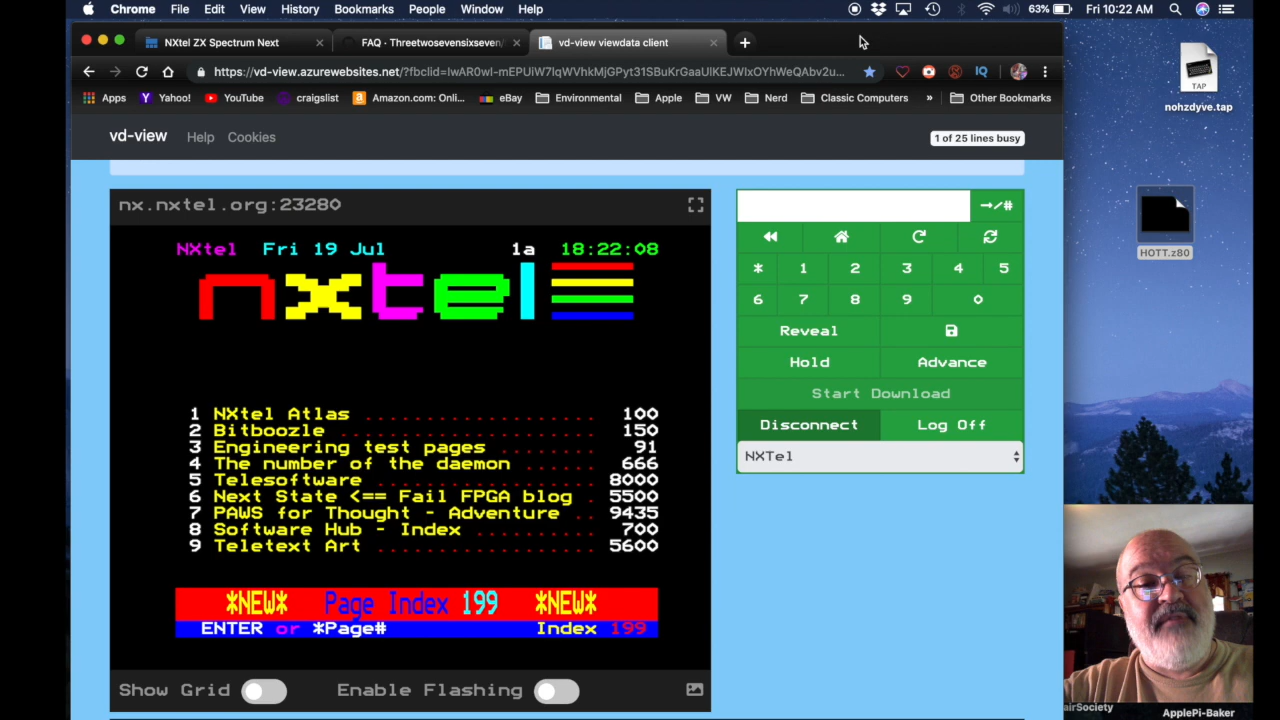 Chrome File Edit View History Bookmarks People Window Help 63% Fri 10:22 AM
NXtel ZX Spectrum Next
FAQ · Threetwosevensixseven/
vd-view viewdata client
https://vd-view.azurewebsites.net/?fbclid=IwAR0wl-mEPUiW7IqWVhkMjGPyt31SBuKrGaaUlKEJWIxOYhWeQAbv2u...
IQ
Apps Yahoo! YouTube craigslist Amazon.com: Onli... eBay Environmental Apple VW Nerd Classic Computers » Other Bookmarks
vd-view Help Cookies 1 of 25 lines busy
nx.nxtel.org:23280
NXtel Fri 19 Jul 1a 18:22:08
nxtel
1 NXtel Atlas .................. 100
2 Bitboozle .................... 150
3 Engineering test pages ....... 91
4 The number of the daemon ...... 666
5 Telesoftware ................. 8000
6 Next State <== Fail FPGA blog . 5500
7 PAWS for Thought - Adventure .. 9435
8 Software Hub - Index ......... 700
9 Teletext Art ................. 5600
*NEW* Page Index 199 *NEW*
ENTER or *Page# Index 199
Show Grid Enable Flashing
→/#
* 1 2 3 4 5
6 7 8 9 0
Reveal
Hold Advance
Start Download
Disconnect Log Off
NXTel
TAP
nohzdyve.tap
HOTT.z80
airSociety
ApplePi-Baker